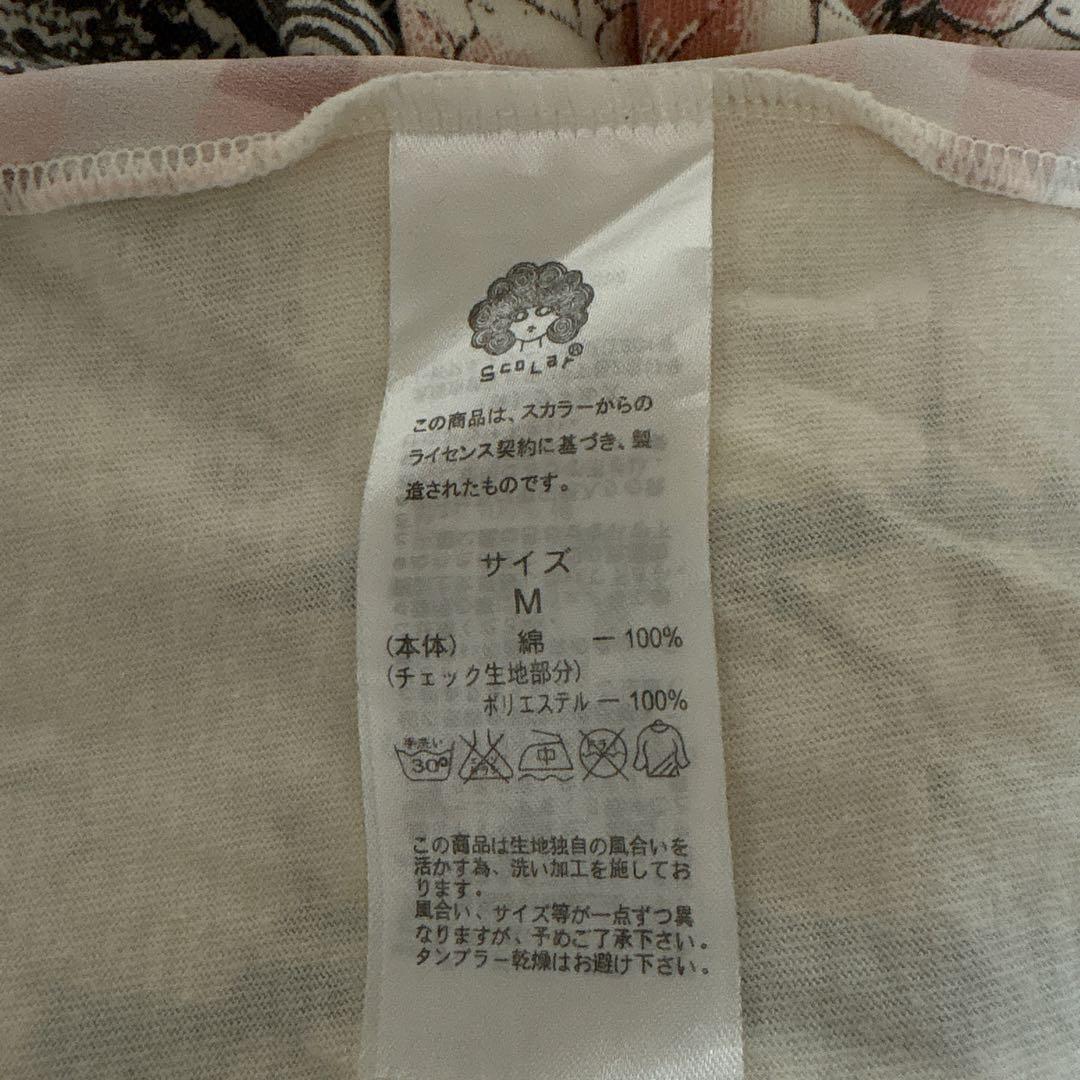 ScoLar®
この商品は、スカラーからの
ライセンス契約に基づき、製
造されたものです。
サイズ
M
(本体) 綿 ー 100%
(チェック生地部分)
ポリエステル ー 100%
手洗い
30° 中
この商品は生地独自の風合いを
活かす為、洗い加工を施してお
ります。
風合い、サイズ等が一点ずつ異
なりますが、予めご了承下さい。
タンブラー乾燥はお避け下さい。